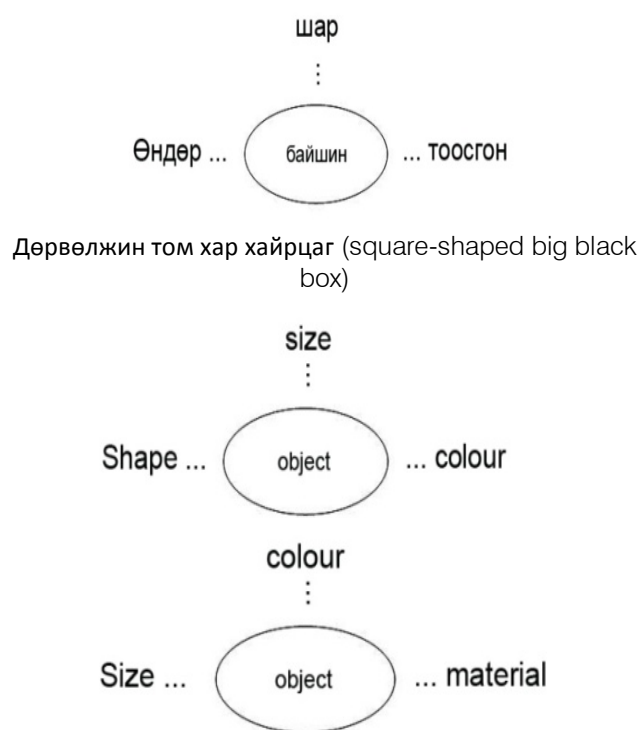 шар
⋮
Өндөр ... байшин ... тоосгон
Дөрвөлжин том хар хайрцаг (square-shaped big black
box)
size
⋮
Shape ... object ... colour
colour
⋮
Size ... object ... material